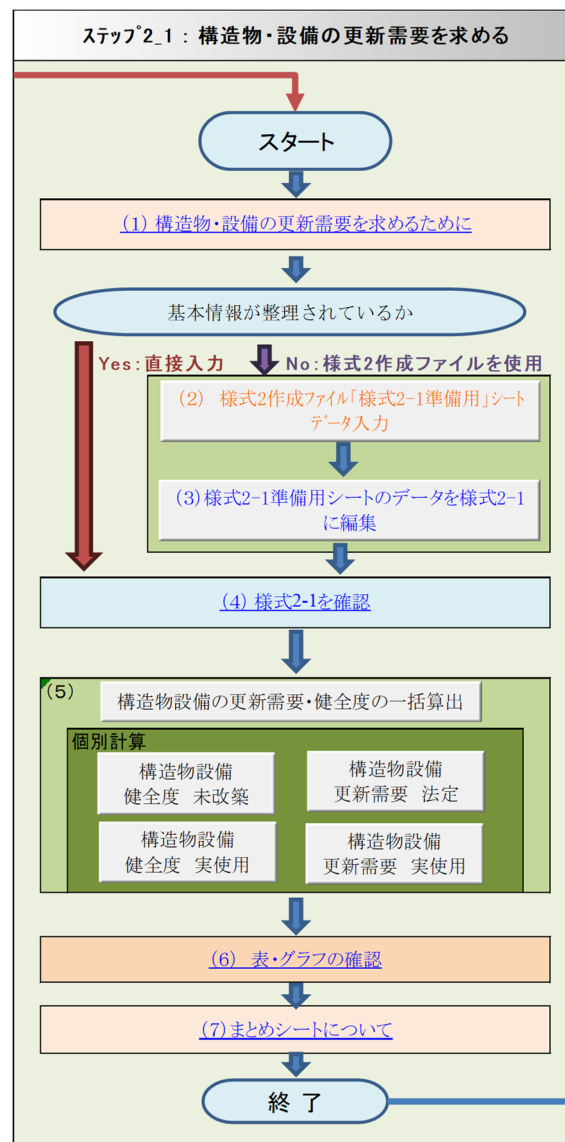 ｽﾃｯﾌﾟ2_1：構造物・設備の更新需要を求める
スタート
(1) 構造物・設備の更新需要を求めるために
基本情報が整理されているか
Yes：直接入力
No：様式2作成ファイルを使用
(2) 様式2作成ﾌｧｲﾙ「様式2-1準備用」ｼｰﾄ
ﾃﾞｰﾀ入力
(3)様式2-1準備用シートのデータを様式2-1
に編集
(4) 様式2-1を確認
(5)
構造物設備の更新需要・健全度の一括算出
個別計算
構造物設備
健全度 未改築
構造物設備
更新需要 法定
構造物設備
健全度 実使用
構造物設備
更新需要 実使用
(6) 表・グラフの確認
(7)まとめシートについて
終了